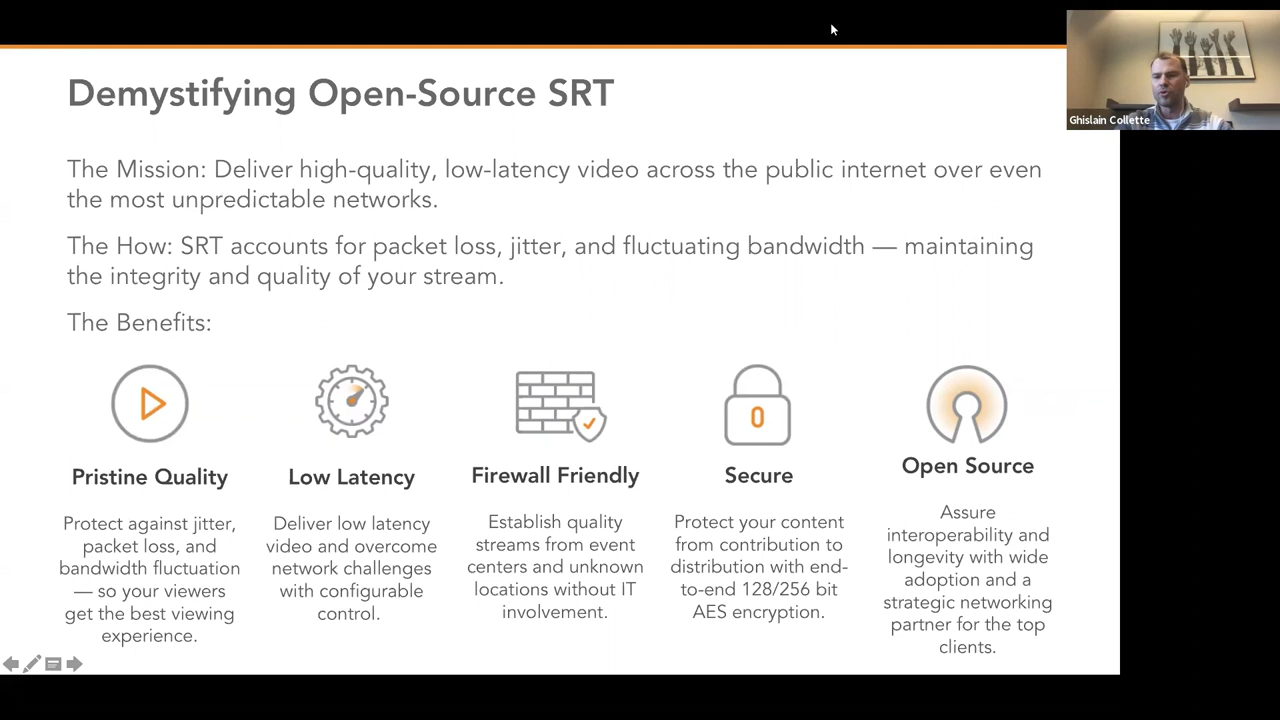 Demystifying Open-Source SRT
Ghislain Collette
The Mission: Deliver high-quality, low-latency video across the public internet over even
the most unpredictable networks.
The How: SRT accounts for packet loss, jitter, and fluctuating bandwidth — maintaining
the integrity and quality of your stream.
The Benefits:
Pristine Quality
Protect against jitter,
packet loss, and
bandwidth fluctuation
— so your viewers
get the best viewing
experience.
Low Latency
Deliver low latency
video and overcome
network challenges
with configurable
control.
Firewall Friendly
Establish quality
streams from event
centers and unknown
locations without IT
involvement.
0
Secure
Protect your content
from contribution to
distribution with end-
to-end 128/256 bit
AES encryption.
Open Source
Assure
interoperability and
longevity with wide
adoption and a
strategic networking
partner for the top
clients.